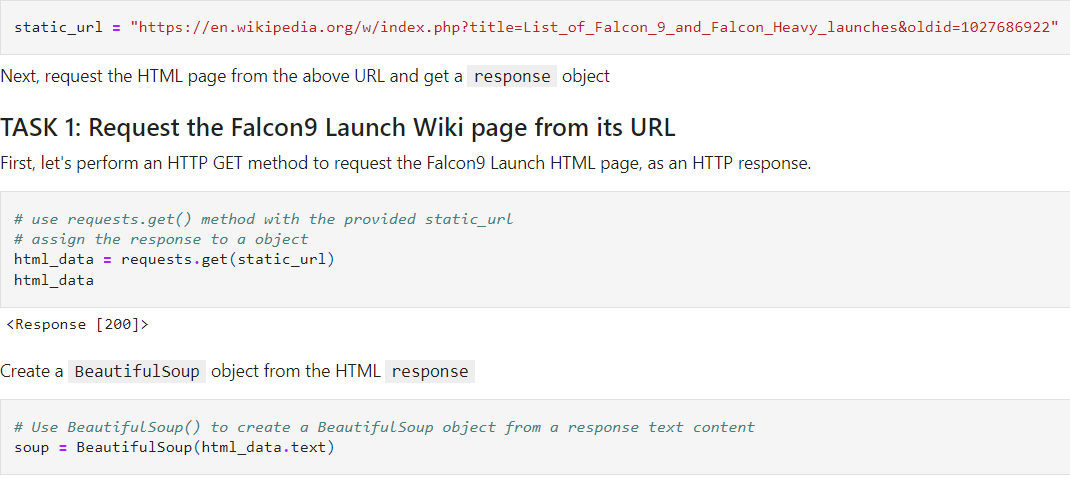 static_url = "https://en.wikipedia.org/w/index.php?title=List_of_Falcon_9_and_Falcon_Heavy_launches&oldid=1027686922"
Next, request the HTML page from the above URL and get a response object
TASK 1: Request the Falcon9 Launch Wiki page from its URL
First, let's perform an HTTP GET method to request the Falcon9 Launch HTML page, as an HTTP response.
# use requests.get() method with the provided static_url
# assign the response to a object
html_data = requests.get(static_url)
html_data
<Response [200]>
Create a BeautifulSoup object from the HTML response
# Use BeautifulSoup() to create a BeautifulSoup object from a response text content
soup = BeautifulSoup(html_data.text)